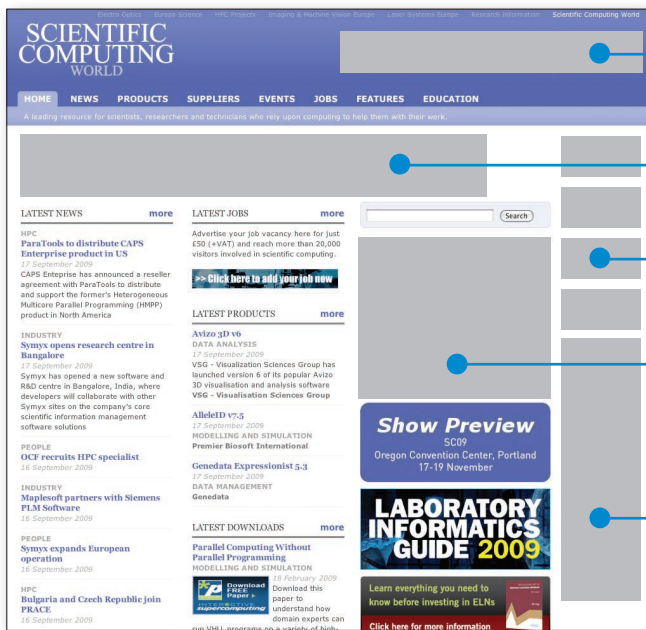 Electro Optics Europa Science HPC Projects Imaging & Machine Vision Europe Laser Systems Europe Research Information Scientific Computing World
SCIENTIFIC
COMPUTING
WORLD
HOME NEWS PRODUCTS SUPPLIERS EVENTS JOBS FEATURES EDUCATION
A leading resource for scientists, researchers and technicians who rely upon computing to help them with their work.
LATEST NEWS more
HPC
ParaTools to distribute CAPS
Enterprise product in US
17 September 2009
CAPS Enteprise has announced a reseller
agreement with ParaTools to distribute
and support the former's Heterogeneous
Multicore Parallel Programming (HMPP)
product in North America
INDUSTRY
Symyx opens research centre in
Bangalore
17 September 2009
Symyx has opened a new software and
R&D centre in Bangalore, India, where
developers will collaborate with other
Symyx sites on the company's core
scientific information management
software solutions
PEOPLE
OCF recruits HPC specialist
16 September 2009
INDUSTRY
Maplesoft partners with Siemens
PLM Software
16 September 2009
PEOPLE
Symyx expands European
operation
16 September 2009
HPC
Bulgaria and Czech Republic join
PRACE
16 September 2009
LATEST JOBS more
Advertise your job vacancy here for just
£50 (+VAT) and reach more than 20,000
visitors involved in scientific computing.
>> Click here to add your job now
LATEST PRODUCTS more
Avizo 3D v6
DATA ANALYSIS
17 September 2009
VSG - Visualization Sciences Group has
launched version 6 of its popular Avizo
3D visualisation and analysis software
VSG - Visualisation Sciences Group
AlleleID v7.5
17 September 2009
MODELLING AND SIMULATION
Premier Biosoft International
Genedata Expressionist 5.3
17 September 2009
DATA MANAGEMENT
Genedata
LATEST DOWNLOADS more
Parallel Computing Without
Parallel Programming
MODELLING AND SIMULATION
18 February 2009
Download
FREE
Paper >
INTERACTIVE
supercomputing
Download this
paper to
understand how
domain experts can
run VHLL programs on a variety of high-
Search
Show Preview
SC09
Oregon Convention Center, Portland
17-19 November
LABORATORY
INFORMATICS
GUIDE 2009
Learn everything you need to
know before investing in ELNs
Click here for more information